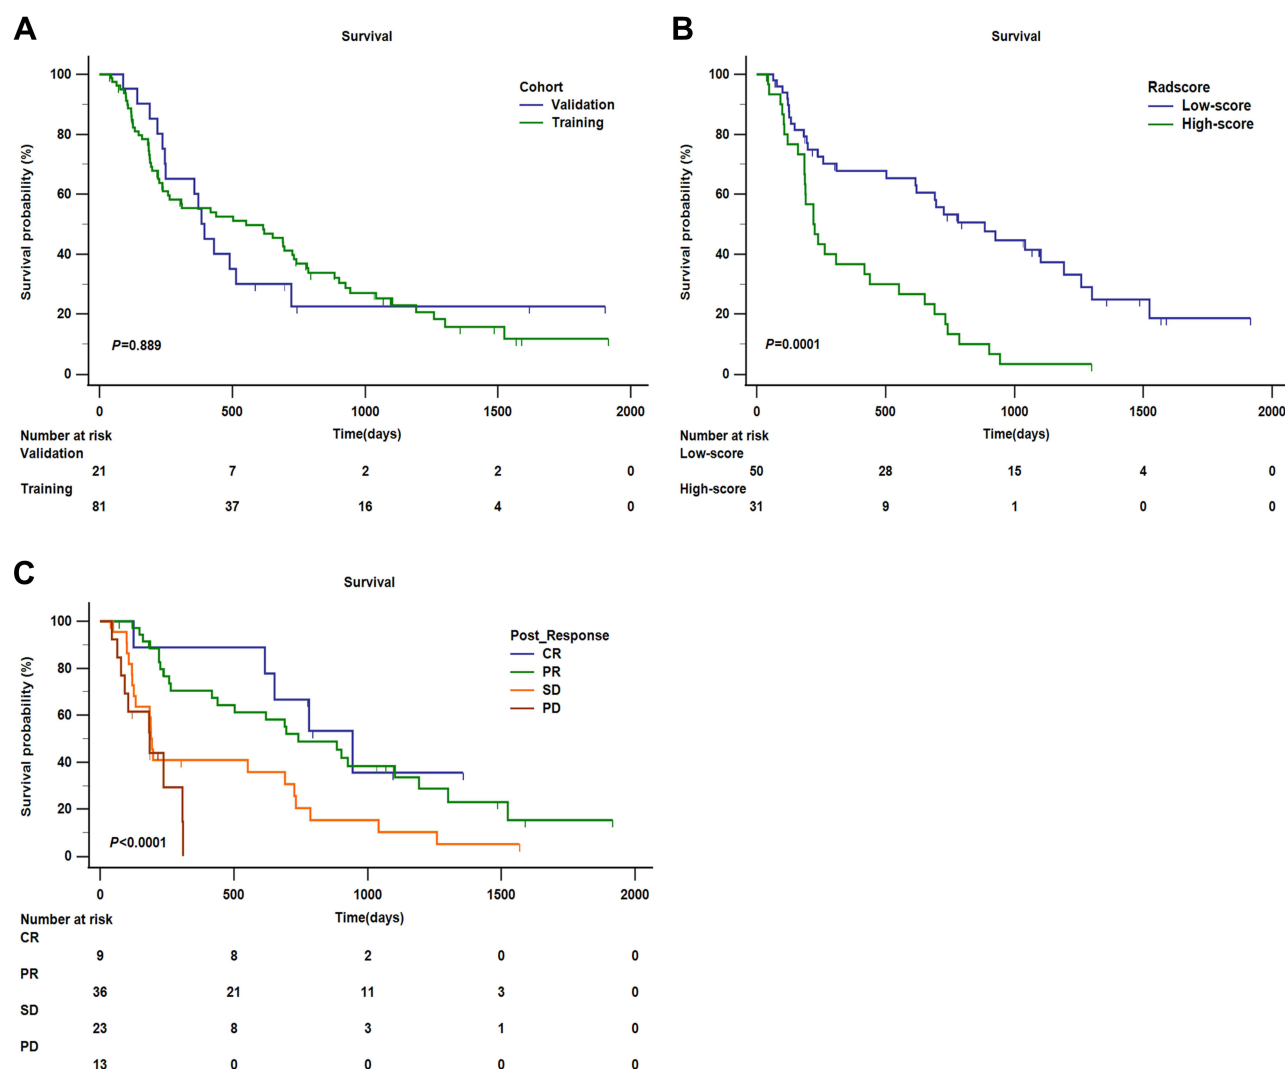 A
Survival
Survival probability (%)
100
80
60
40
20
0
Cohort
Validation
Training
P=0.889
0 500 1000 1500 2000
Time(days)
Number at risk
Validation
21 7 2 2 0
Training
81 37 16 4 0
B
Survival
Survival probability (%)
100
80
60
40
20
0
Radscore
Low-score
High-score
P=0.0001
0 500 1000 1500 2000
Time(days)
Number at risk
Low-score
50 28 15 4 0
High-score
31 9 1 0 0
C
Survival
Survival probability (%)
100
80
60
40
20
0
Post_Response
CR
PR
SD
PD
P<0.0001
0 500 1000 1500 2000
Time(days)
Number at risk
CR
9 8 2 0 0
PR
36 21 11 3 0
SD
23 8 3 1 0
PD
13 0 0 0 0